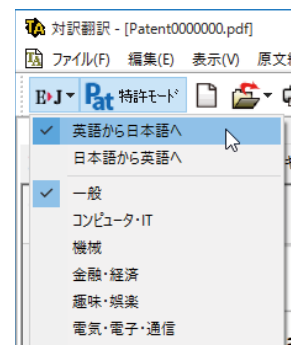 対訳翻訳 - [Patent0000000.pdf]
ファイル(F) 編集(E) 表示(V) 原文
E▸J Pat 特許モード
英語から日本語へ
日本語から英語へ
一般
コンピュータ・IT
機械
金融・経済
趣味・娯楽
電気・電子・通信